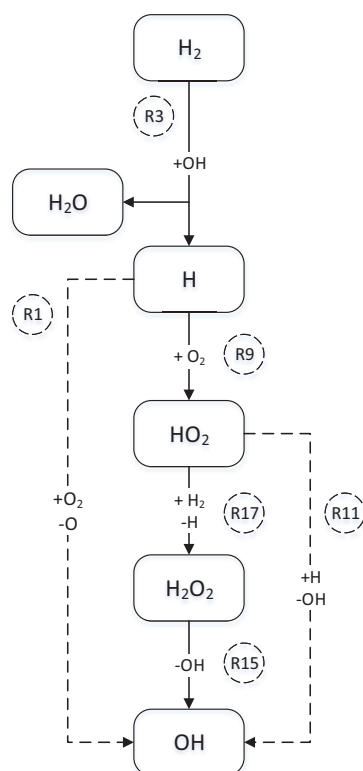 H₂
R3
+OH
H₂O
H
R1
+ O₂
R9
HO₂
+O₂
-O
+ H₂
-H
R17
R11
+H
-OH
H₂O₂
-OH
R15
OH